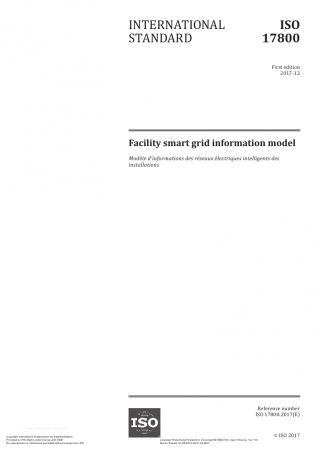 INTERNATIONAL
STANDARD
ISO
17800
First edition
2017-12
Facility smart grid information model
Modèle d'informations des réseaux électriques intelligents des
installations
Reference number
ISO 17800:2017(E)
ISO
© ISO 2017